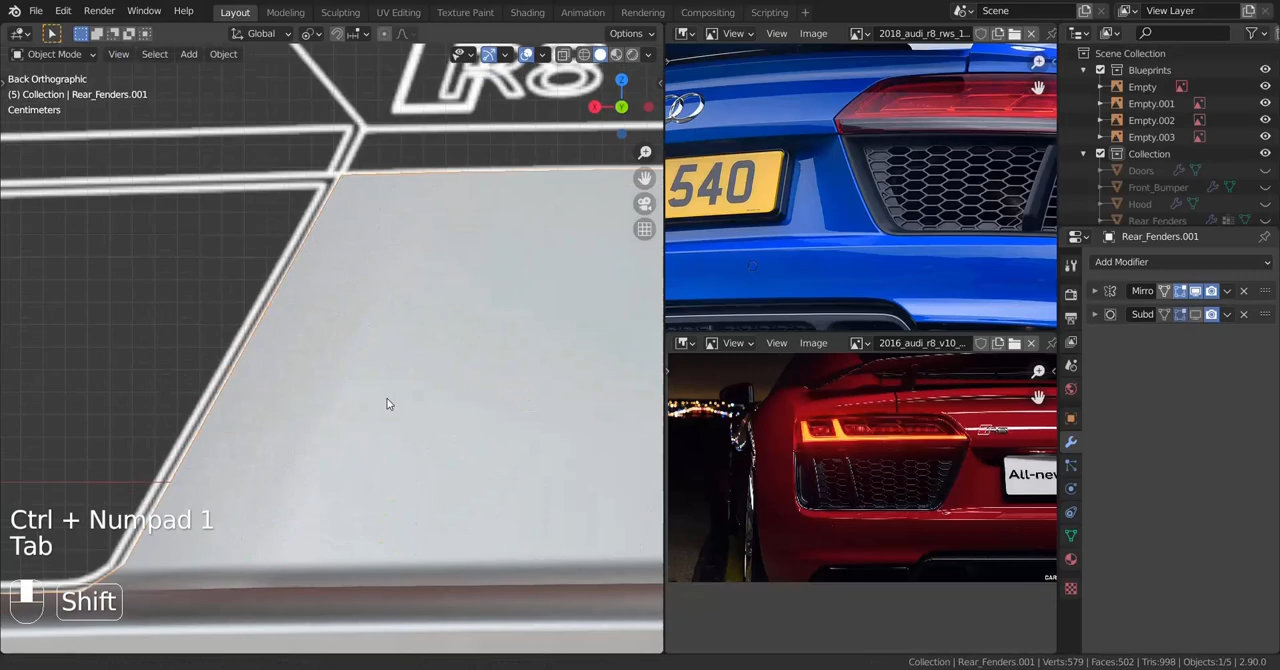 File Edit Render Window Help Layout Modeling Sculpting UV Editing Texture Paint Shading Animation Rendering Compositing Scripting + Scene View Layer
Global Options View Image 2018_audi_r8_rws_1...
Object Mode View Select Add Object
Back Orthographic
(5) Collection | Rear_Fenders.001
Centimeters
R8
Z
X
Y
540
Scene Collection
Blueprints
Empty
Empty.001
Empty.002
Empty.003
Collection
Doors
Front_Bumper
Hood
Rear_Fenders
Rear_Fenders.001
Add Modifier
Mirro
Subd
View View Image 2016_audi_r8_v10_...
All-new
CAR
Ctrl + Numpad 1
Tab
Shift
Collection | Rear_Fenders.001 | Verts:579 | Faces:502 | Tris:998 | Objects:1/5 | 2.90.0